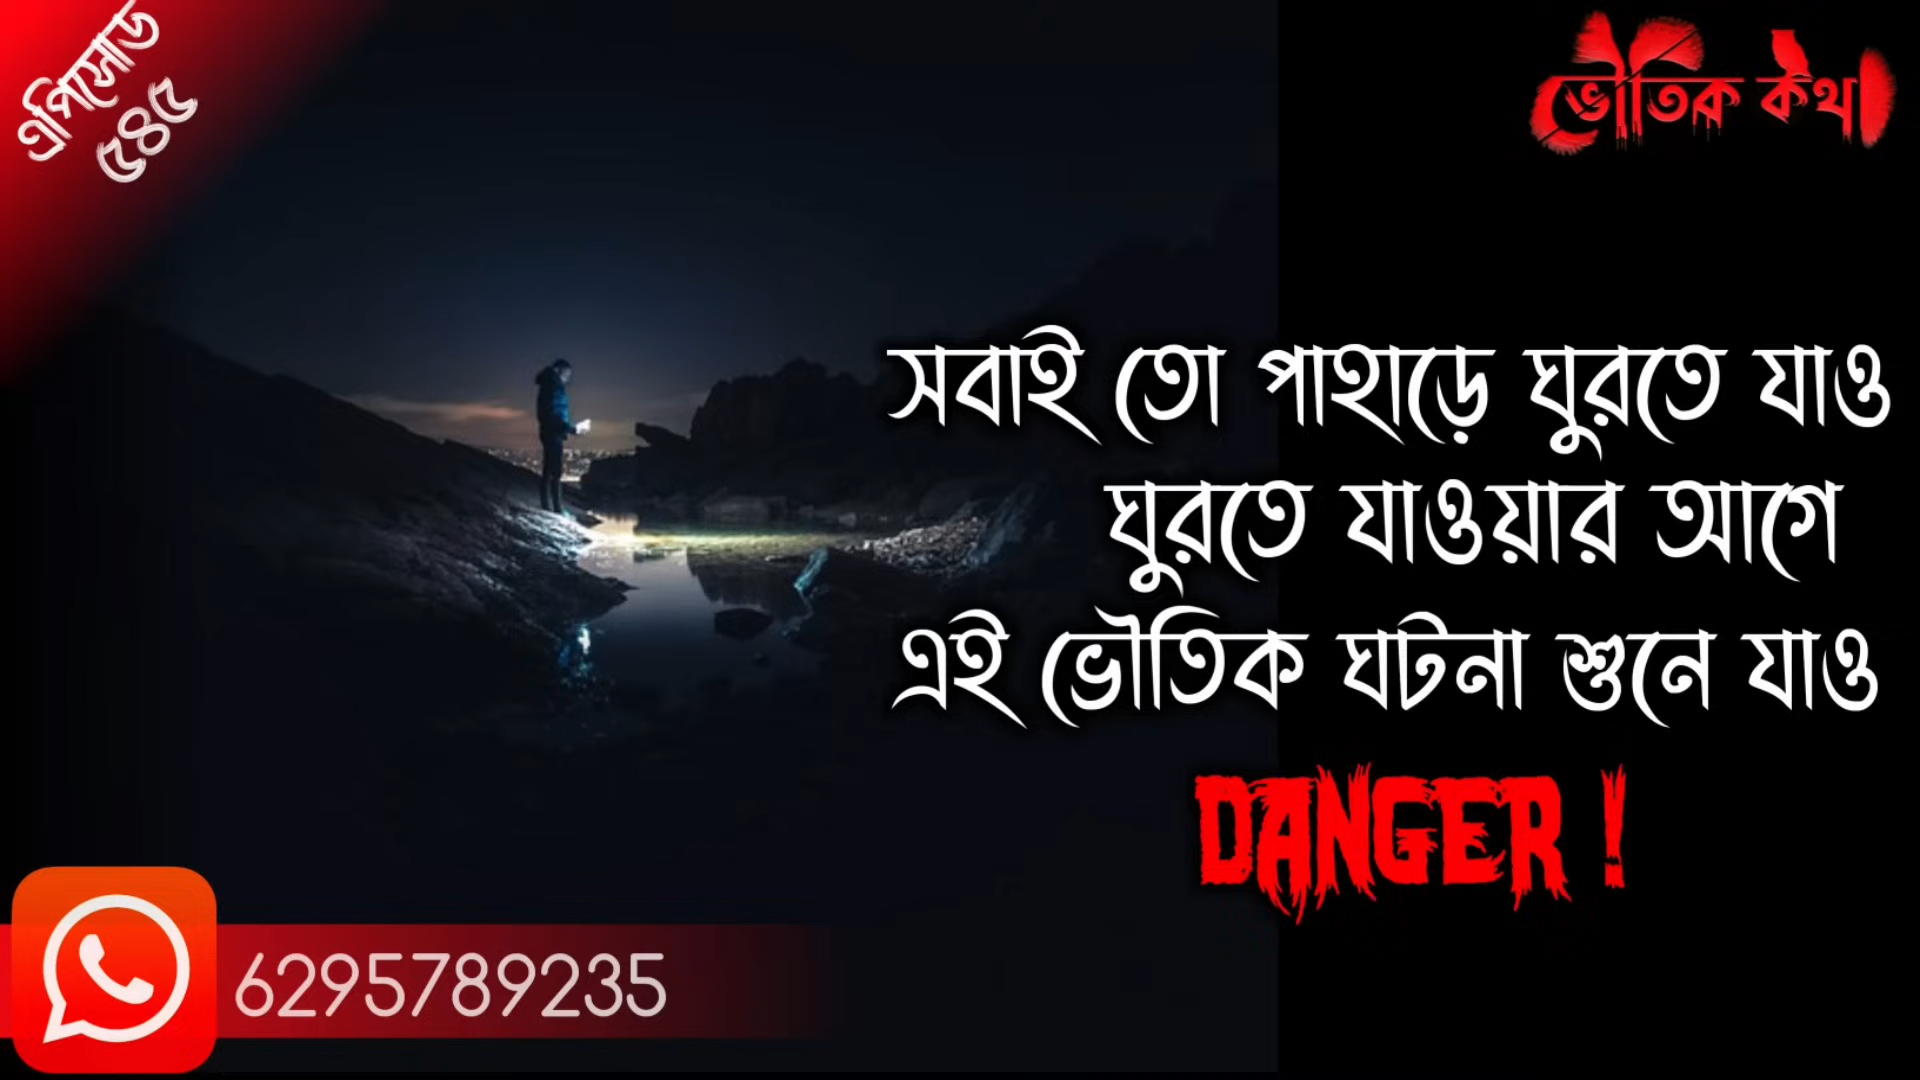 এপিসোড
৫৪৫
ভৌতিক কথা
সবাই তো পাহাড়ে ঘুরতে যাও
ঘুরতে যাওয়ার আগে
এই ভৌতিক ঘটনা শুনে যাও
DANGER !
6295789235